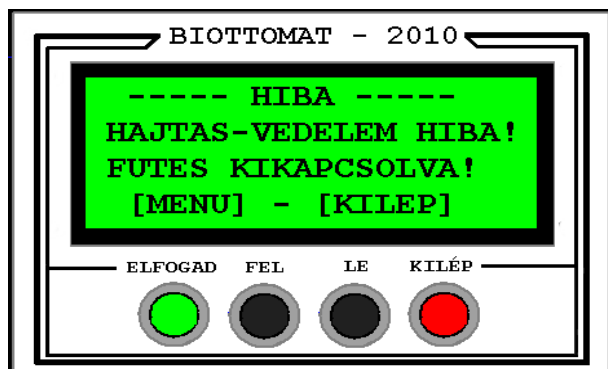 BIOTTOMAT - 2010
----- HIBA -----
HAJTAS-VEDELEM HIBA!
FUTES KIKAPCSOLVA!
[MENU] - [KILEP]
ELFOGAD FEL LE KILÉP